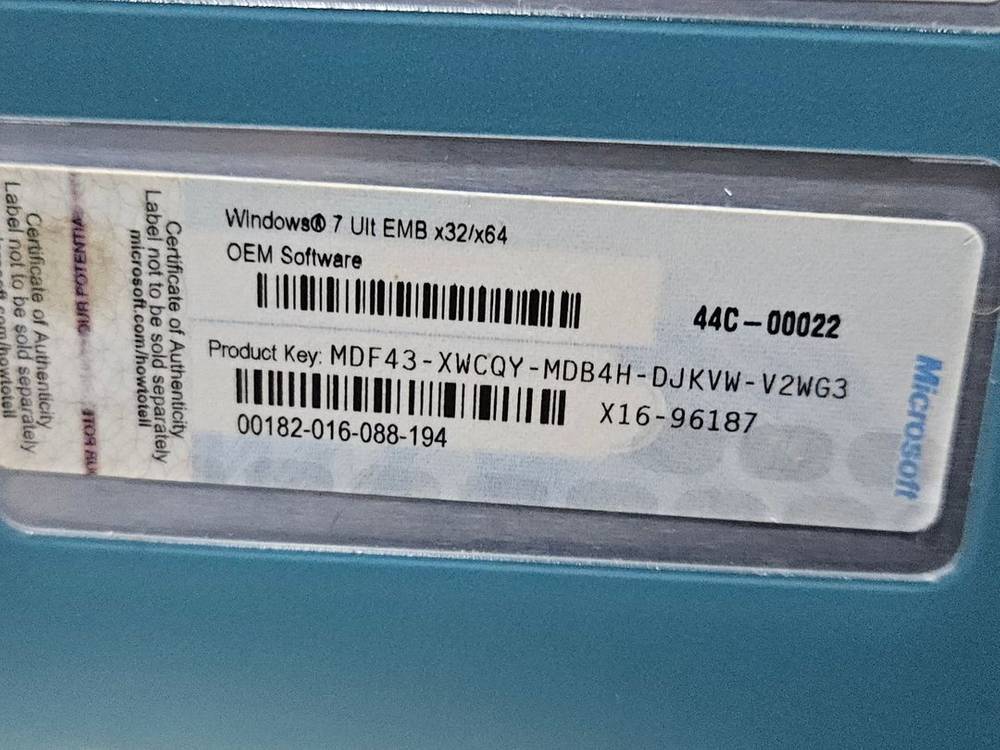 Windows® 7 Ult EMB x32/x64
OEM Software
44C-00022
Product Key: MDF43-XWCQY-MDB4H-DJKVW-V2WG3
X16-96187
00182-016-088-194
Microsoft
Certificate of Authenticity
Label not to be sold separately
microsoft.com/howtotell
Certificate of Authenticity
Label not to be sold separately